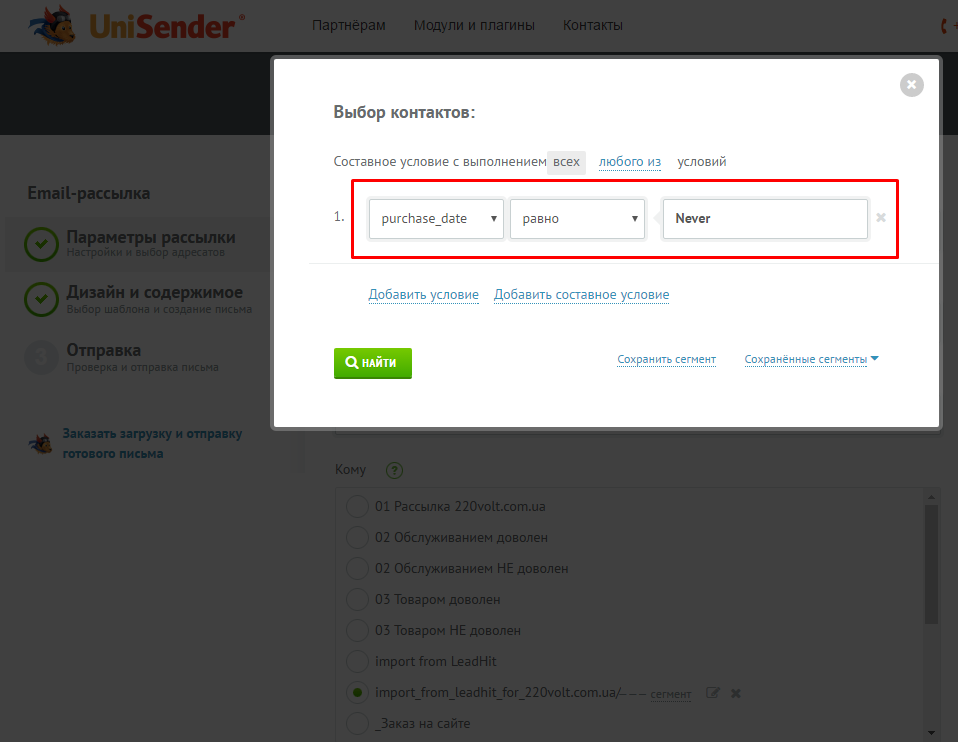 UniSender®
Партнёрам Модули и плагины Контакты
Выбор контактов:
Составное условие с выполнением всех любого из условий
1. purchase_date равно Never
Добавить условие Добавить составное условие
НАЙТИ Сохранить сегмент Сохранённые сегменты
Email-рассылка
Параметры рассылки
Настройки и выбор адресатов
Дизайн и содержимое
Выбор шаблона и создание письма
3 Отправка
Проверка и отправка письма
Заказать загрузку и отправку
готового письма
Кому ?
01 Рассылка 220volt.com.ua
02 Обслуживанием доволен
02 Обслуживанием НЕ доволен
03 Товаром доволен
03 Товаром НЕ доволен
import from LeadHit
import_from_leadhit_for_220volt.com.ua/--- сегмент
_Заказ на сайте